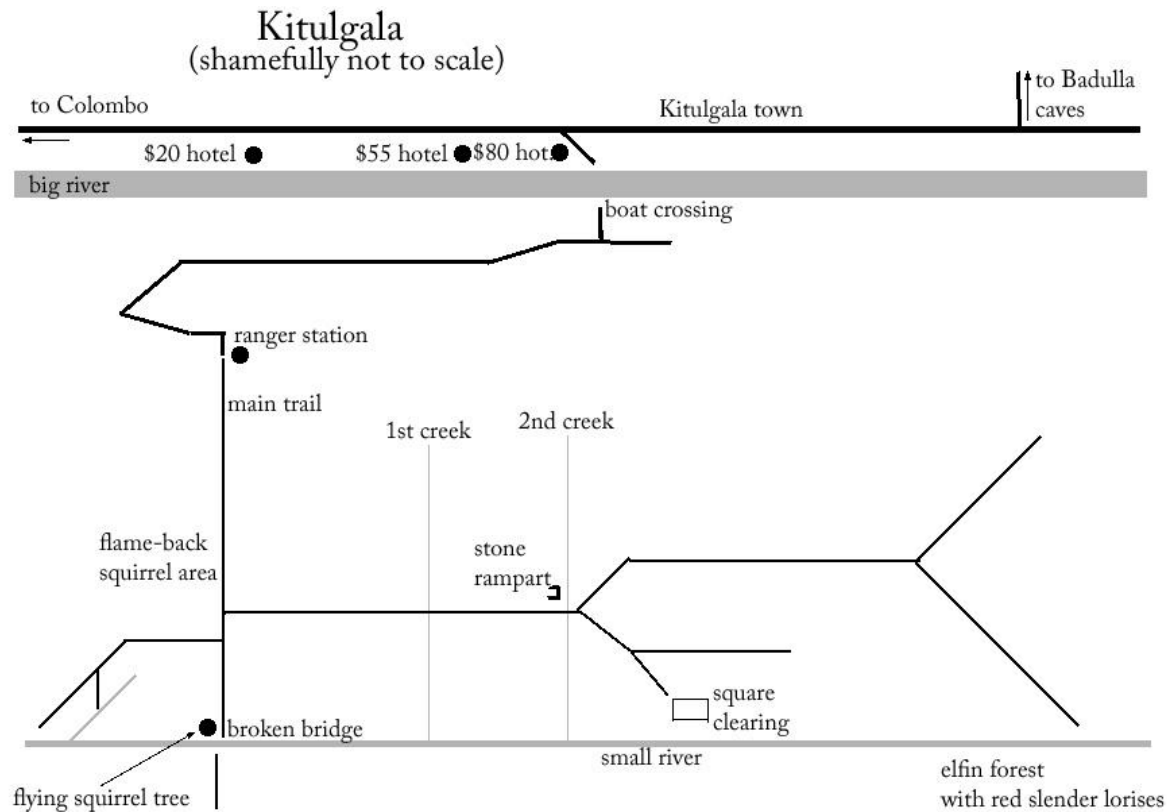 Kitulgala
(shamefully not to scale)
to Colombo
Kitulgala town
to Badulla
caves
$20 hotel
$55 hotel
$80 hot.
big river
boat crossing
ranger station
main trail
1st creek
2nd creek
flame-back
squirrel area
stone
rampart
square
clearing
broken bridge
small river
flying squirrel tree
elfin forest
with red slender lorises